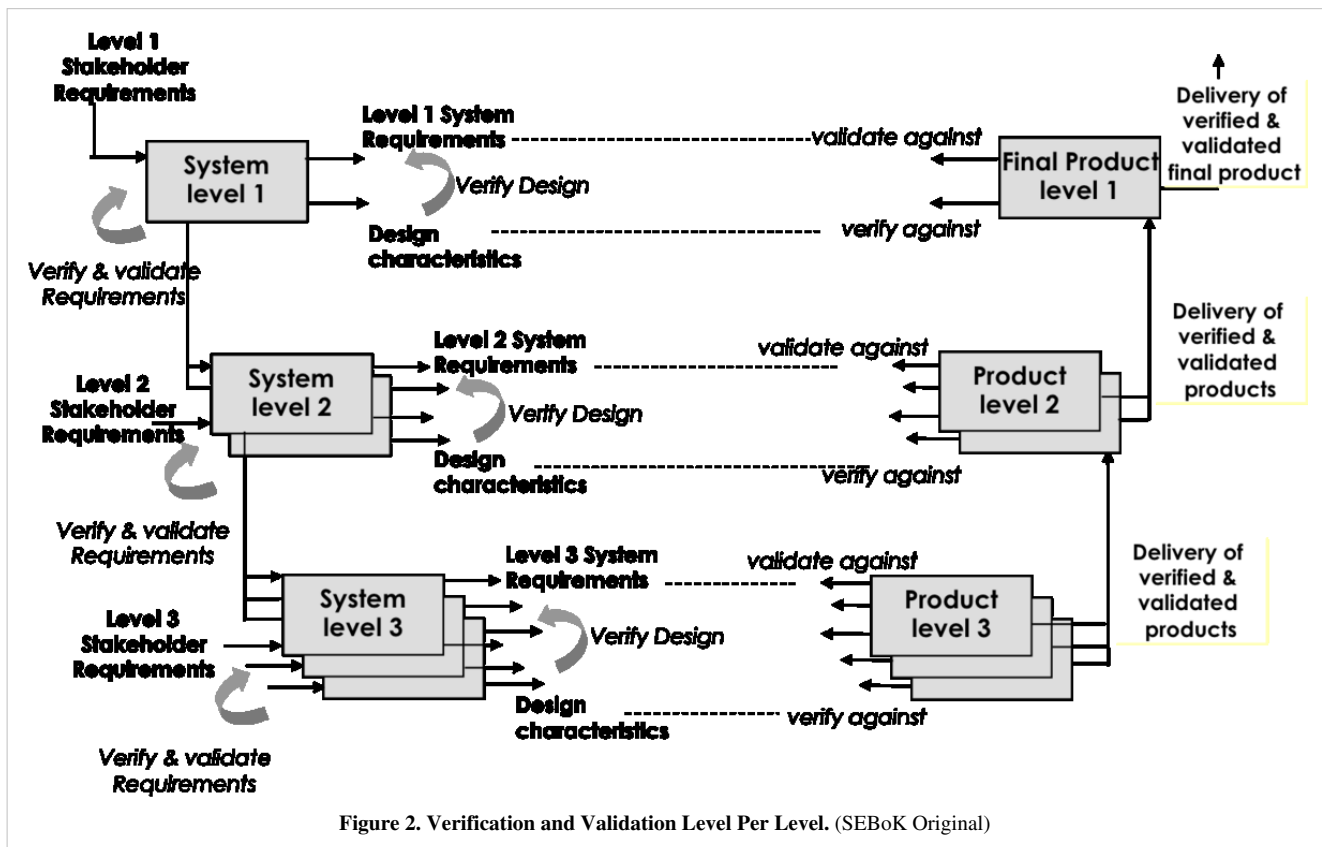 Level 1
Stakeholder
Requirements
System
level 1
Level 1 System
Requirements
Verify Design
Design
characteristics
Verify & validate
Requirements
validate against
verify against
Final Product
level 1
Delivery of
verified &
validated
final product
Level 2
Stakeholder
Requirements
System
level 2
Level 2 System
Requirements
Verify Design
Design
characteristics
Verify & validate
Requirements
validate against
verify against
Product
level 2
Delivery of
verified &
validated
products
Level 3
Stakeholder
Requirements
System
level 3
Level 3 System
Requirements
Verify Design
Design
characteristics
Verify & validate
Requirements
validate against
verify against
Product
level 3
Delivery of
verified &
validated
products
Figure 2. Verification and Validation Level Per Level. (SEBoK Original)